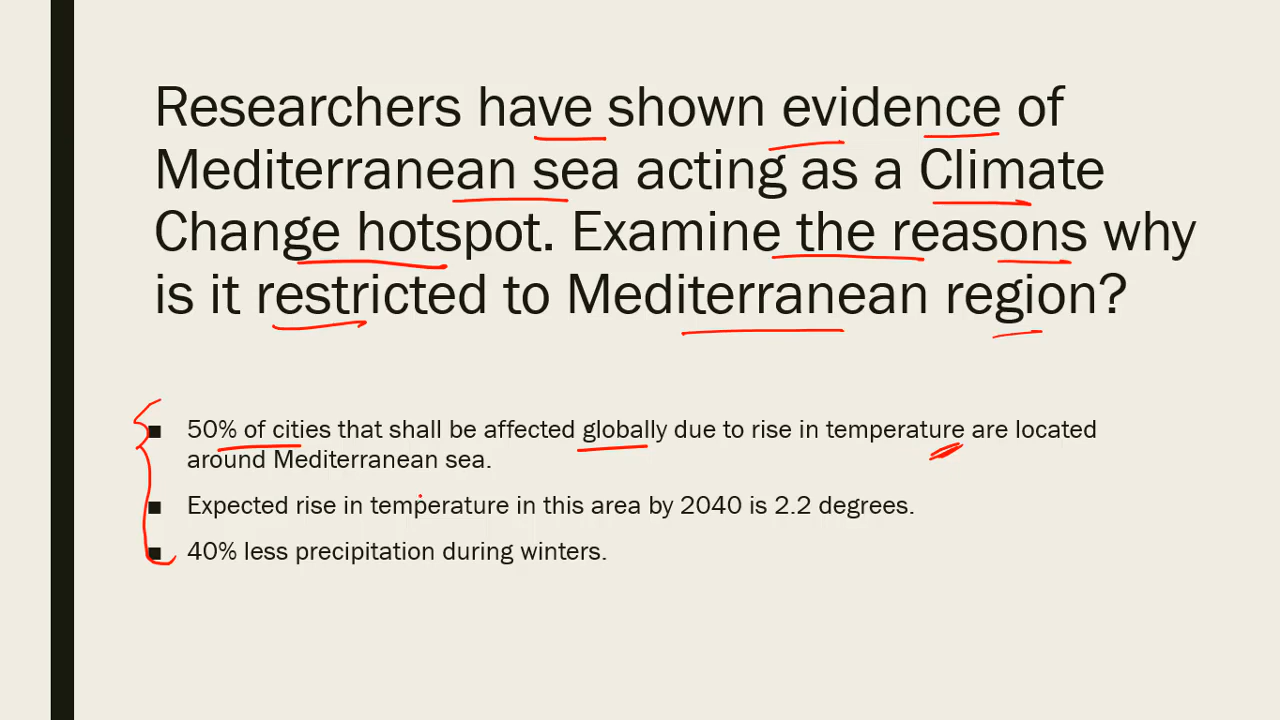 Researchers have shown evidence of
Mediterranean sea acting as a Climate
Change hotspot. Examine the reasons why
is it restricted to Mediterranean region?
■ 50% of cities that shall be affected globally due to rise in temperature are located
around Mediterranean sea.
■ Expected rise in temperature in this area by 2040 is 2.2 degrees.
■ 40% less precipitation during winters.